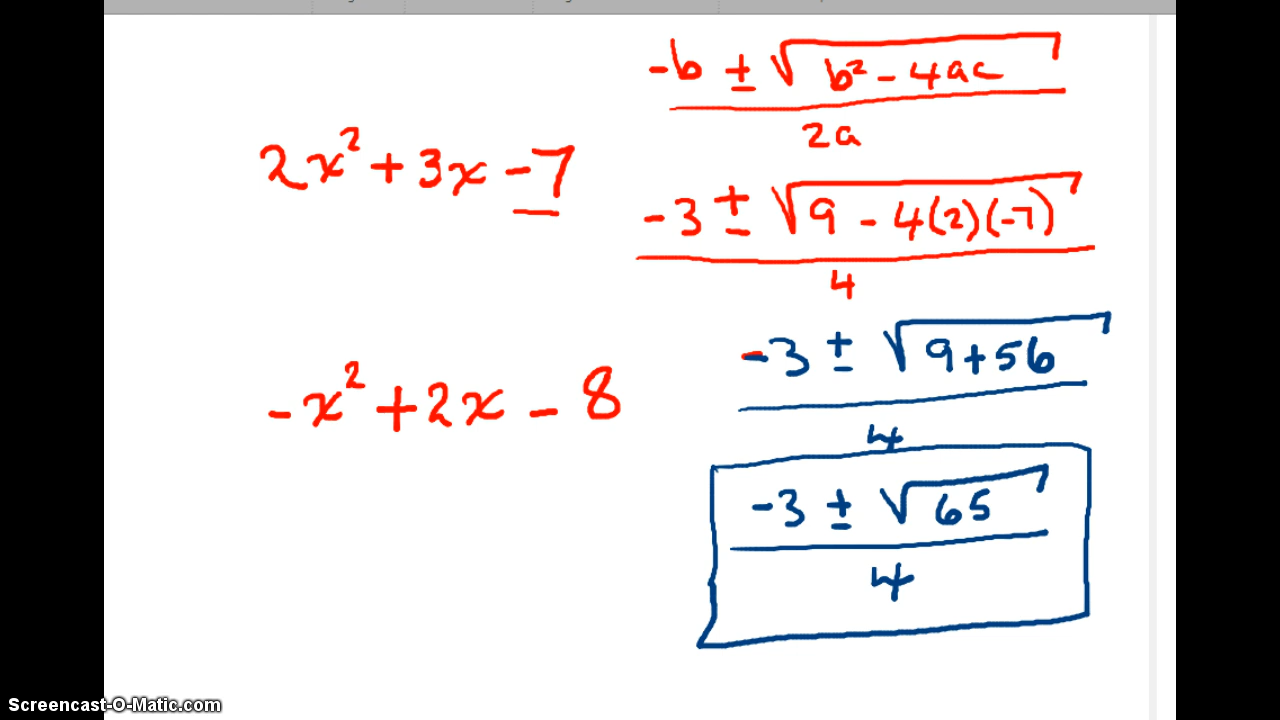 -b ± √b² - 4ac
2a
2x² + 3x - 7
-3 ± √9 - 4(2)(-7)
4
-3 ± √9 + 56
4
-x² + 2x - 8
-3 ± √65
4
Screencast-O-Matic.com